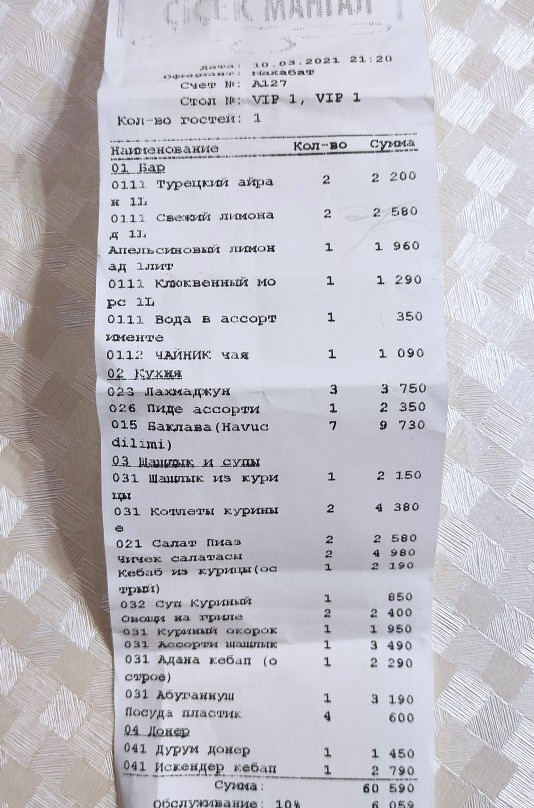 ÇİÇEK МАНГАЛ
Дата: 10.03.2021 21:20
Официант: Махабат
Счет №: А127
Стол №: VIP 1, VIP 1
Кол-во гостей: 1
Наименование Кол-во Сумма
01 Бар
0111 Турецкий айра 2 2 200
н 1L
0111 Свежий лимона 2 2 580
д 1L
Апельсиновый лимон 1 1 960
ад 1лит
0111 Клюквенный мо 1 1 290
рс 1L
0111 Вода в ассорт 1 350
именте
0112 ЧАЙНИК чая 1 1 090
02 Кухня
023 Лахмаджун 3 3 750
026 Пиде ассорти 1 2 350
015 Баклава(Havuc 7 9 730
dilimi)
03 Шашлык и супы
031 Шашлык из кури 1 2 150
цы
031 Котлеты курины 2 4 380
е
021 Салат Пиаз 2 2 580
Чичек салатасы 2 4 980
Кебаб из курицы(ос 1 2 190
трый)
032 Суп Куриный 1 850
Овощи на гриле 2 2 400
031 Куриный окорок 1 1 950
031 Ассорти шашлык 1 3 490
031 Адана кебап (о 1 2 290
строе)
031 Абуганнуш 1 3 190
Посуда пластик 4 600
04 Донер
041 Дурум донер 1 1 450
041 Искендер кебап 1 2 790
Сумма: 60 590
Обслуживание: 10% 6 059